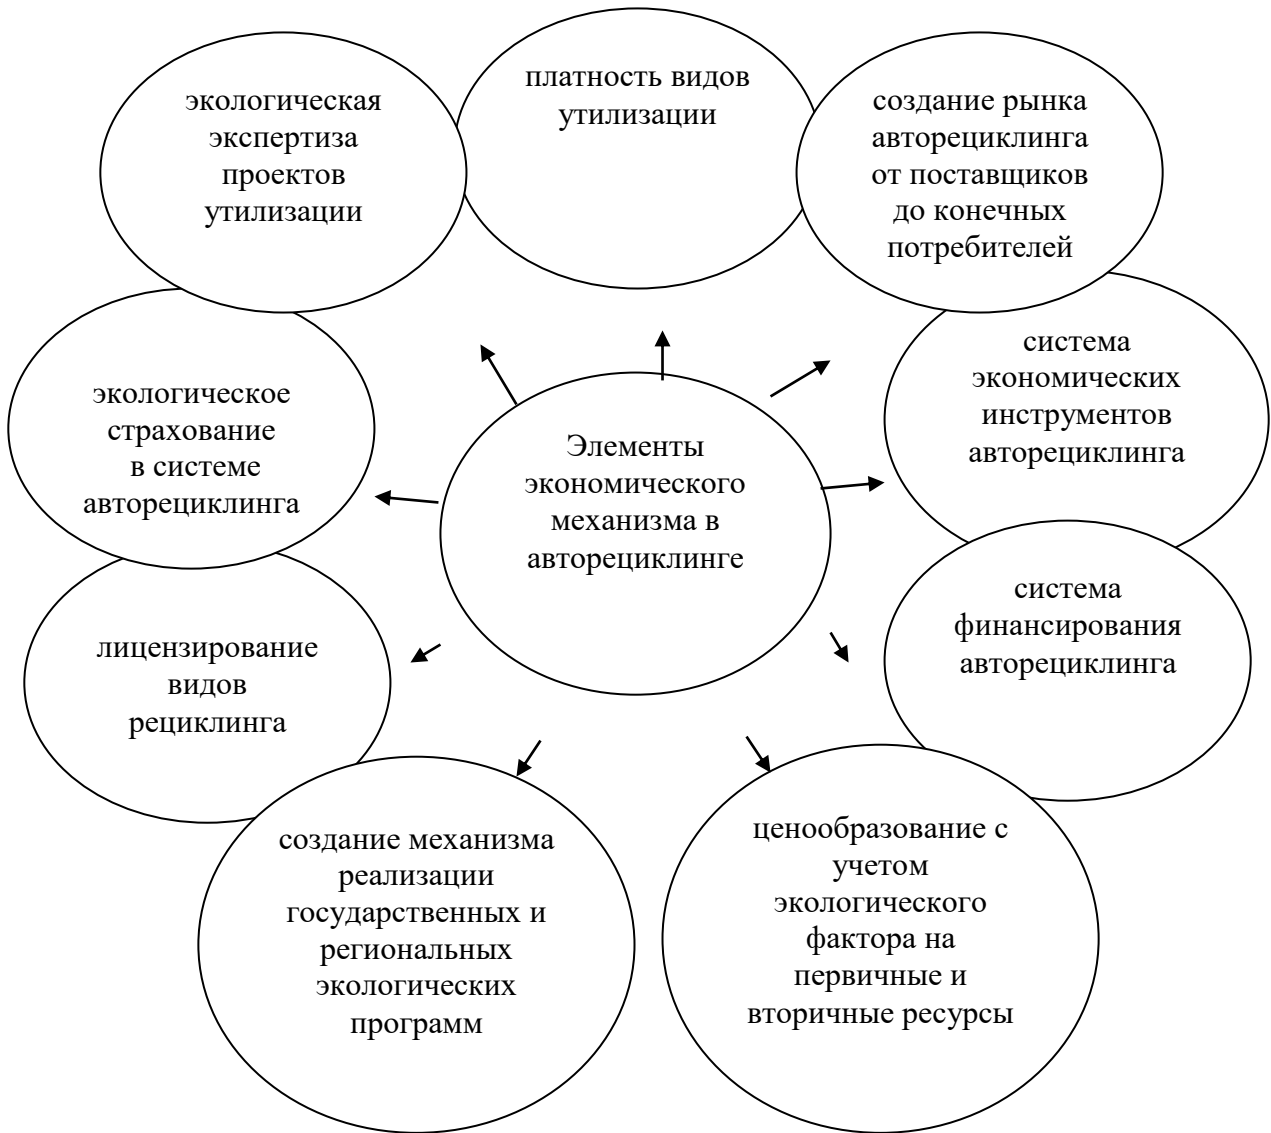 платность видов
утилизации
экологическая
экспертиза
проектов
утилизации
создание рынка
авторециклинга
от поставщиков
до конечных
потребителей
система
экономических
инструментов
авторециклинга
экологическое
страхование
в системе
авторециклинга
Элементы
экономического
механизма в
авторециклинге
система
финансирования
авторециклинга
лицензирование
видов
рециклинга
создание механизма
реализации
государственных и
региональных
экологических
программ
ценообразование с
учетом
экологического
фактора на
первичные и
вторичные ресурсы